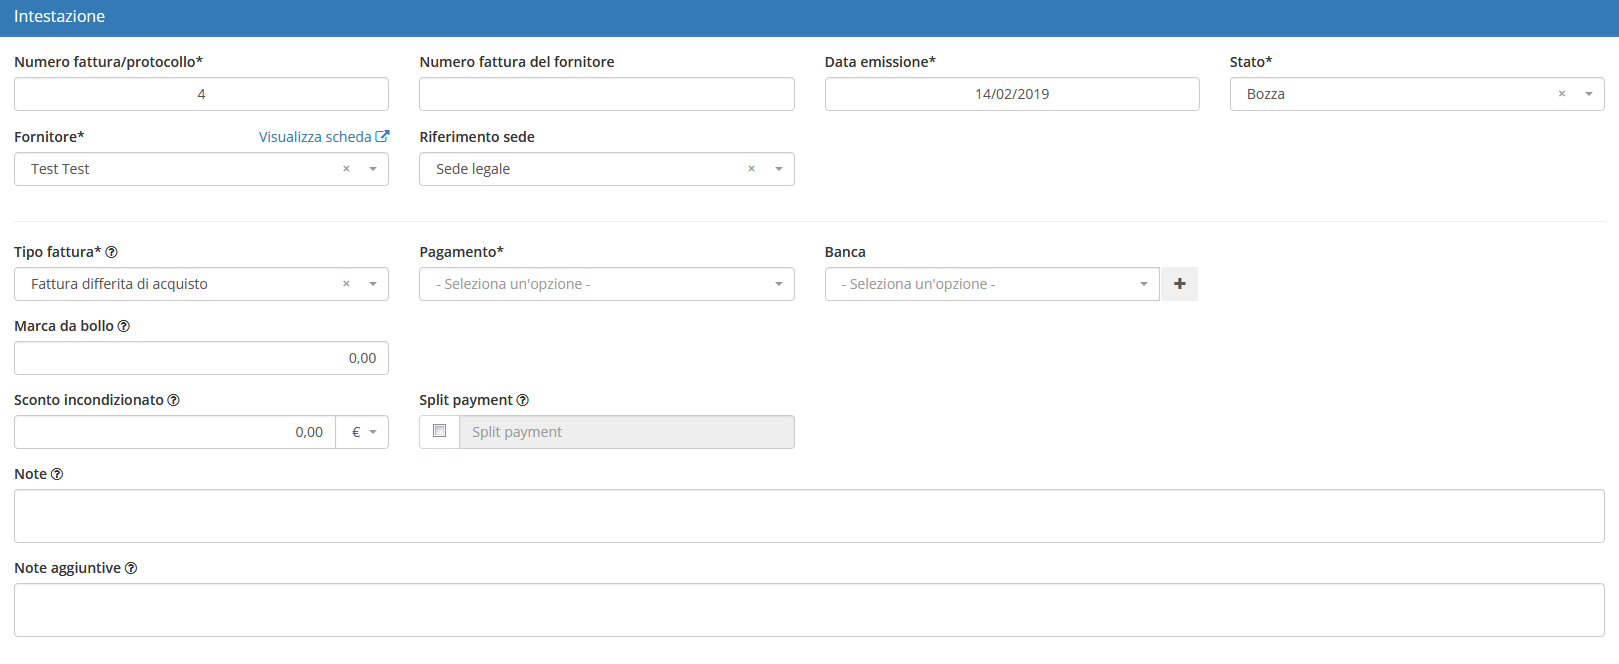 Intestazione
Numero fattura/protocollo* Numero fattura del fornitore Data emissione* Stato*
4 14/02/2019 Bozza × 
Fornitore* Visualizza scheda Riferimento sede
Test Test × Sede legale ×
Tipo fattura* Pagamento* Banca
Fattura differita di acquisto × - Seleziona un'opzione - - Seleziona un'opzione -
Marca da bollo
0,00
Sconto incondizionato Split payment
0,00 € Split payment
Note
Note aggiuntive